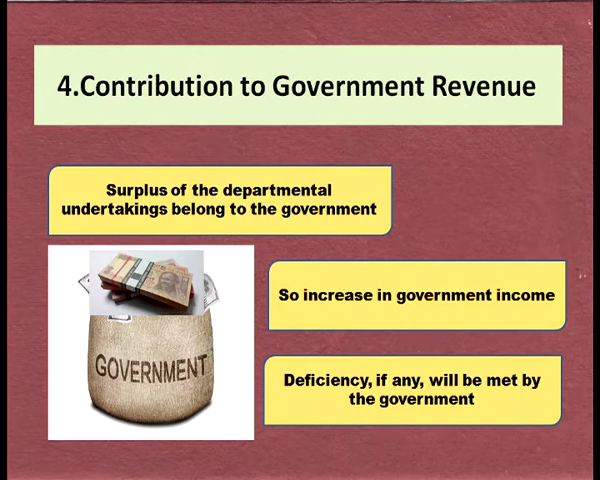 4.Contribution to Government Revenue
Surplus of the departmental
undertakings belong to the government
So increase in government income
GOVERNMENT
Deficiency, if any, will be met by
the government